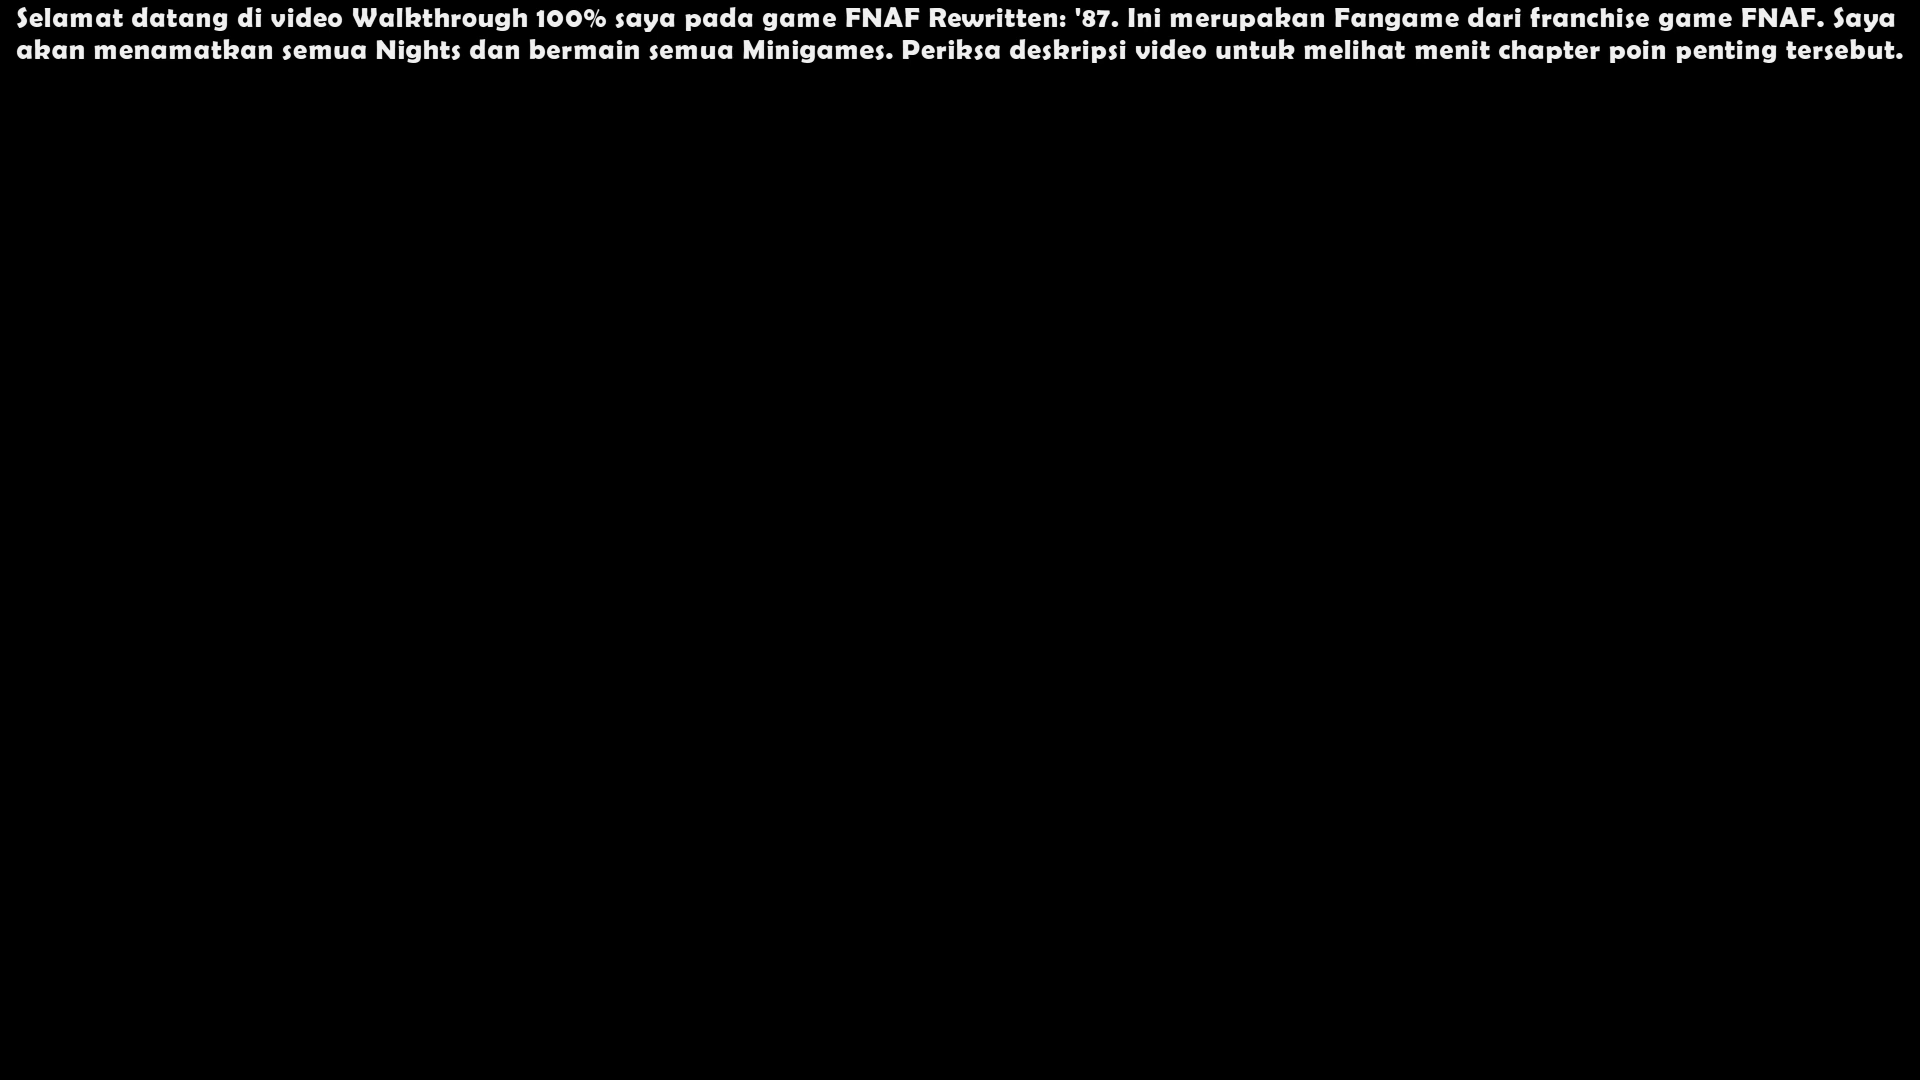 Selamat datang di video Walkthrough 100% saya pada game FNAF Rewritten: '87. Ini merupakan Fangame dari franchise game FNAF. Saya
akan menamatkan semua Nights dan bermain semua Minigames. Periksa deskripsi video untuk melihat menit chapter poin penting tersebut.